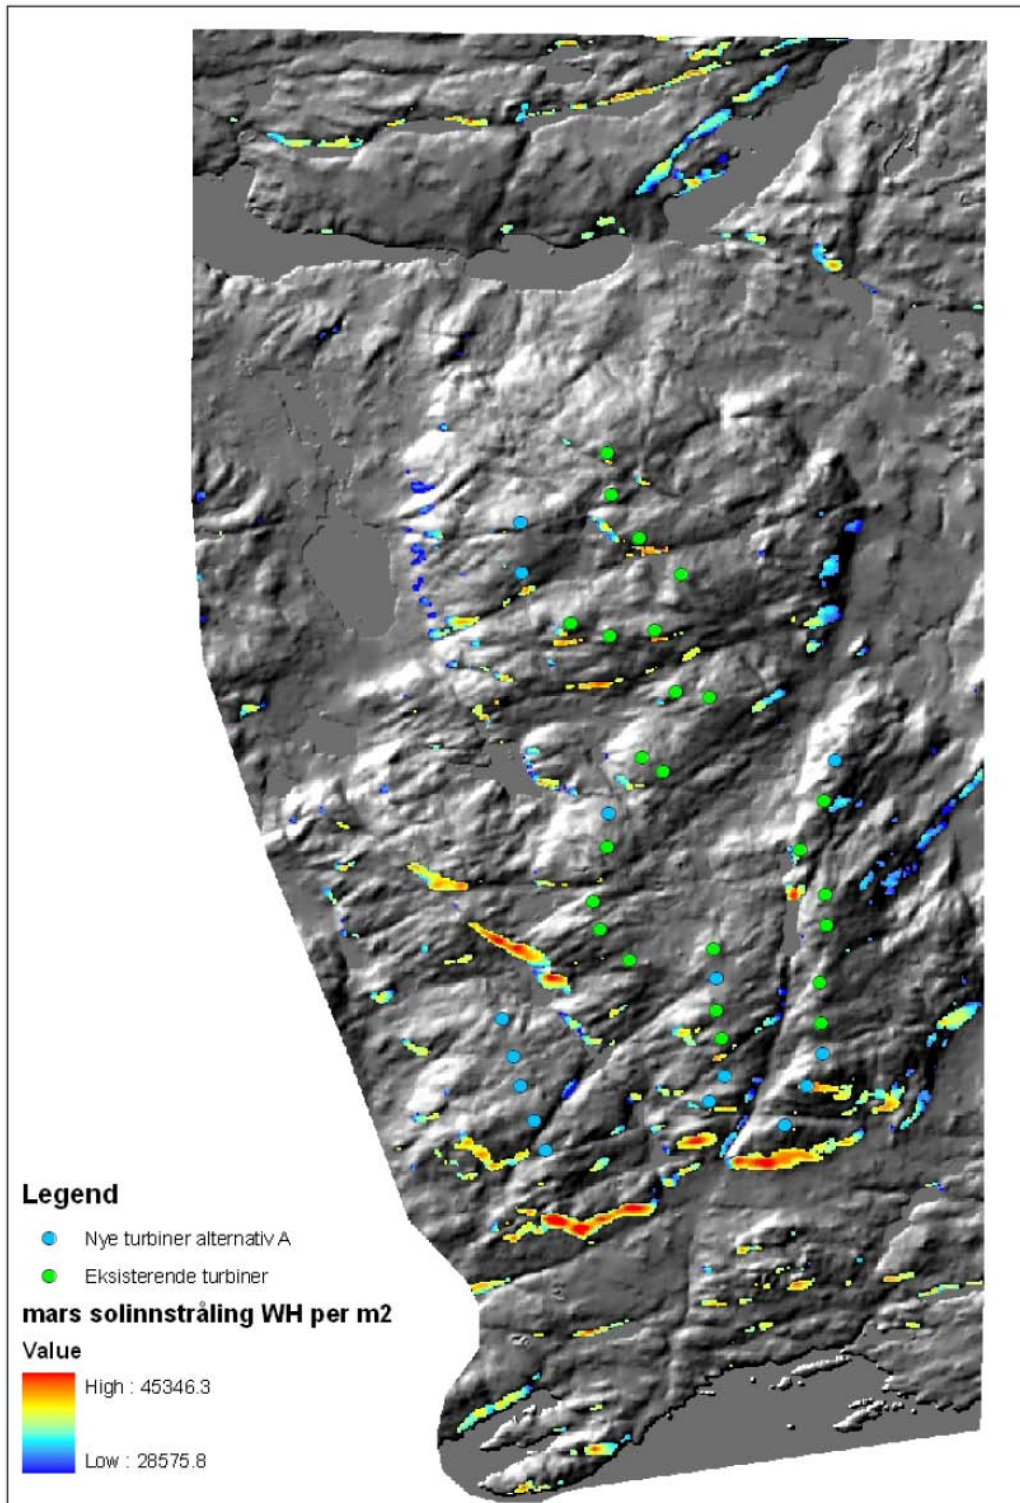 Legend
Nye turbiner alternativ A
Eksisterende turbiner
mars solinnstråling WH per m2
Value
High : 45346.3
Low : 28575.8